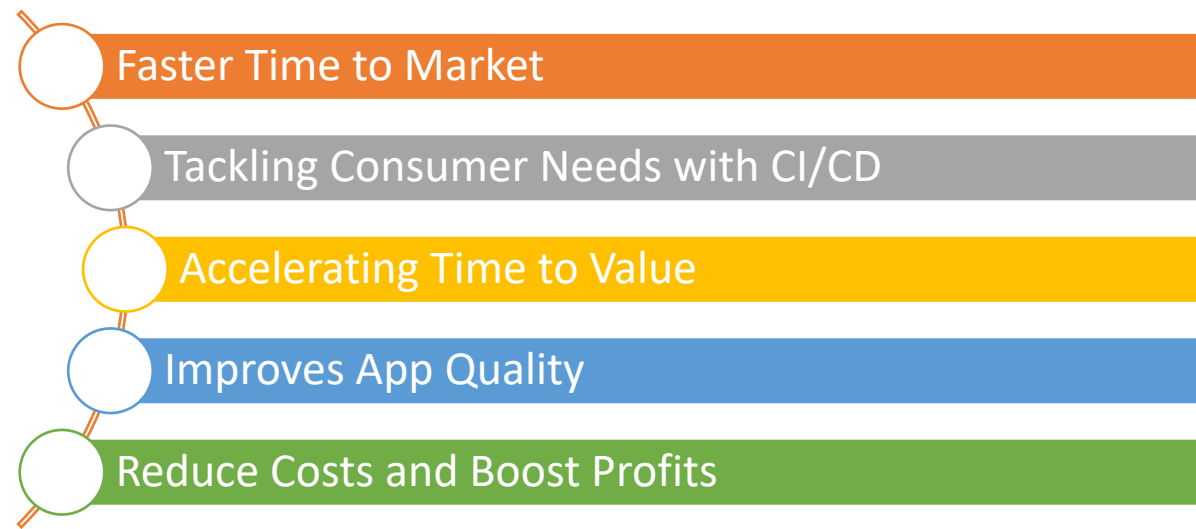 Faster Time to Market
Tackling Consumer Needs with CI/CD
Accelerating Time to Value
Improves App Quality
Reduce Costs and Boost Profits